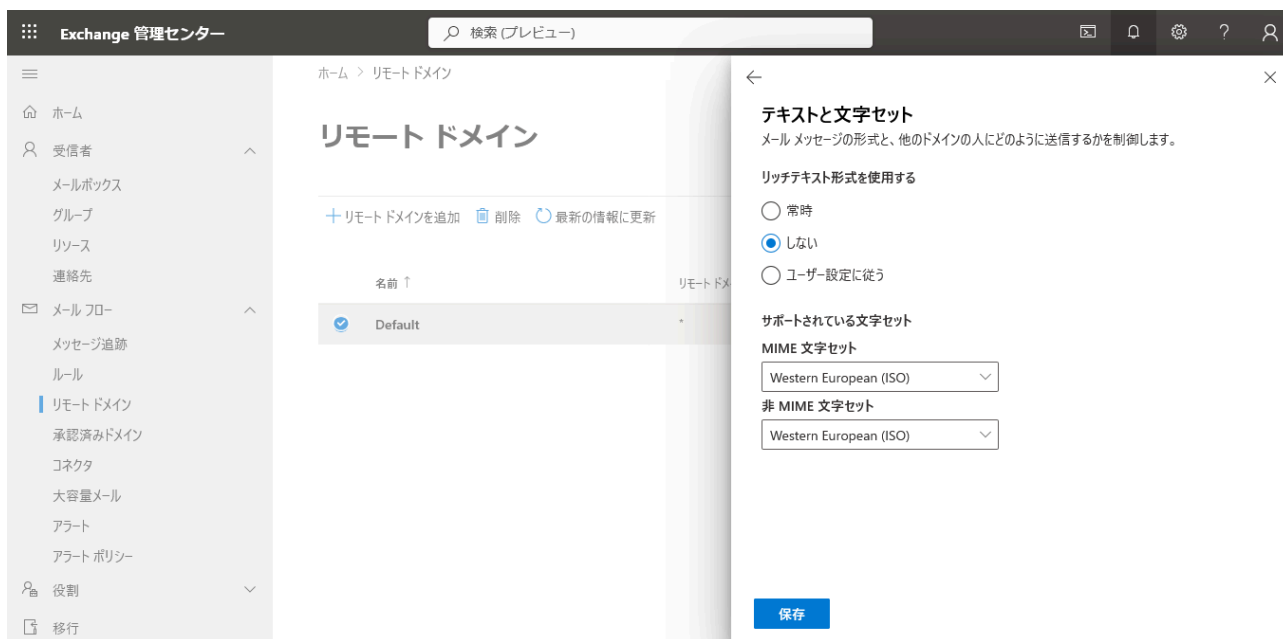 Exchange 管理センター
検索 (プレビュー)
?
ホーム
受信者
メールボックス
グループ
リソース
連絡先
メール フロー
メッセージ追跡
ルール
リモート ドメイン
承認済みドメイン
コネクタ
大容量メール
アラート
アラート ポリシー
役割
移行
ホーム > リモート ドメイン
リモート ドメイン
リモート ドメインを追加 削除 最新の情報に更新
名前 ↑ リモート ドメ
Default *
テキストと文字セット
メール メッセージの形式と、他のドメインの人にどのように送信するかを制御します。
リッチテキスト形式を使用する
常時
しない
ユーザー設定に従う
サポートされている文字セット
MIME 文字セット
Western European (ISO)
非 MIME 文字セット
Western European (ISO)
保存